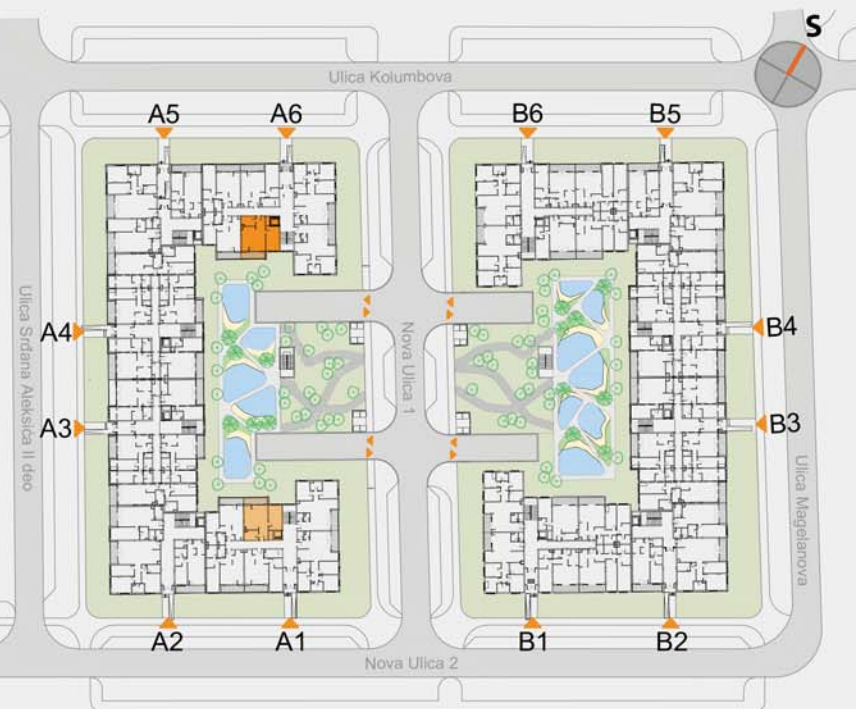 S
Ulica Kolumbova
A5
A6
B6
B5
A4
B4
A3
B3
Ulica Srđana Aleksića II deo
Nova Ulica 1
Ulica Magelanova
A2
A1
B1
B2
Nova Ulica 2